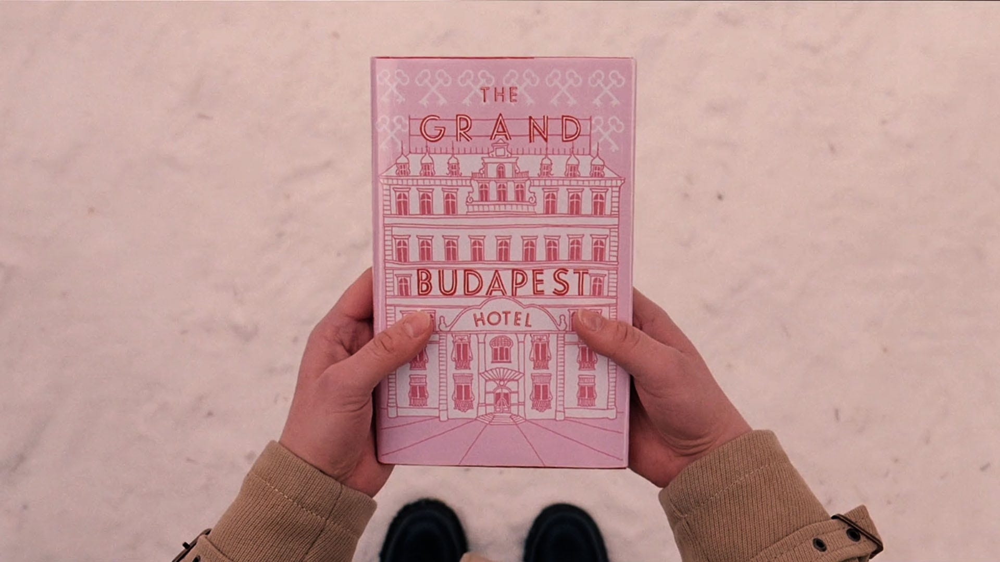 THE
GRAND
BUDAPEST
HOTEL